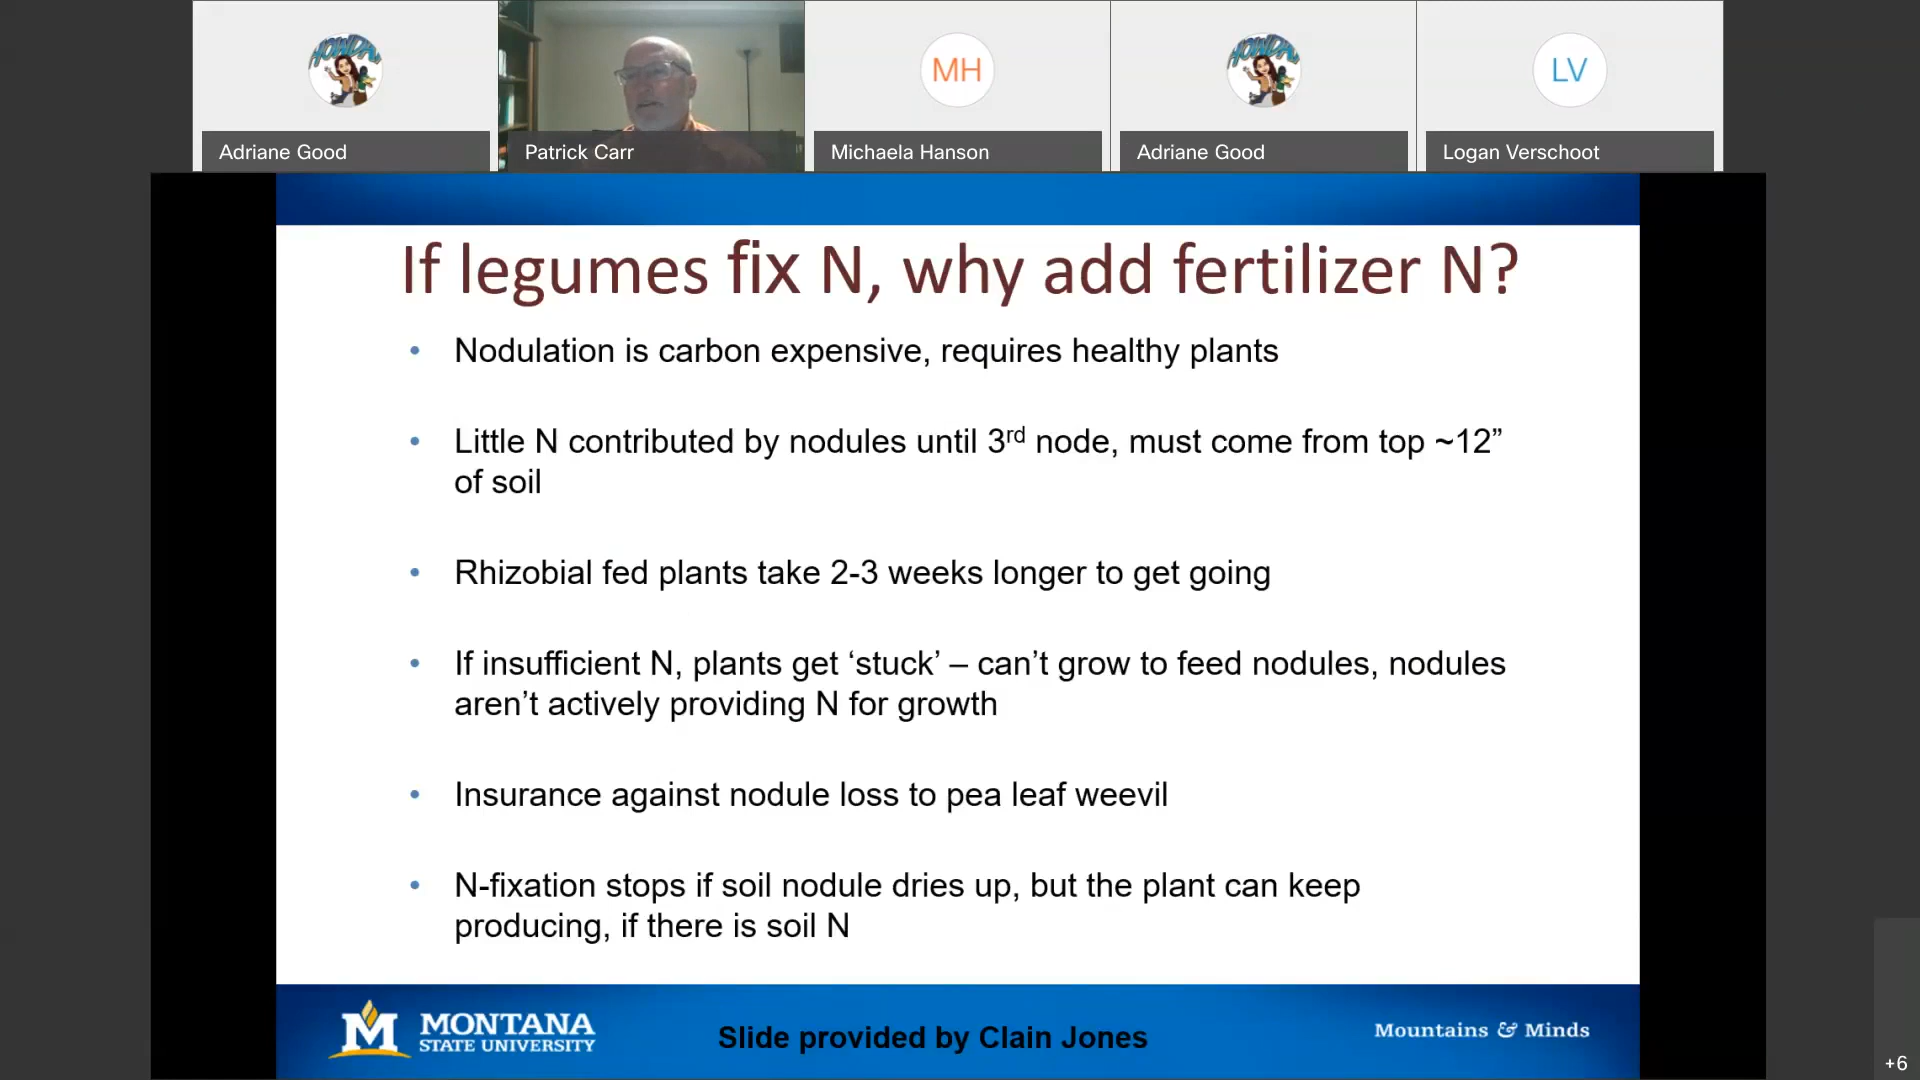 HOWDY
MH
HOWDY
LV
Adriane Good
Patrick Carr
Michaela Hanson
Adriane Good
Logan Verschoot
If legumes fix N, why add fertilizer N?
• Nodulation is carbon expensive, requires healthy plants
• Little N contributed by nodules until 3rd node, must come from top ~12”
of soil
• Rhizobial fed plants take 2-3 weeks longer to get going
• If insufficient N, plants get ‘stuck’ – can’t grow to feed nodules, nodules
aren’t actively providing N for growth
• Insurance against nodule loss to pea leaf weevil
• N-fixation stops if soil nodule dries up, but the plant can keep
producing, if there is soil N
M
MONTANA
STATE UNIVERSITY
Slide provided by Clain Jones
Mountains & Minds
+6